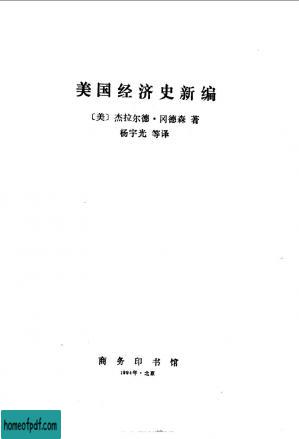 美国经济史新编
〔美〕杰拉尔德·冈德森 著
杨宇光 等译
商务印书馆
1994年·北京
homeofpdf.com